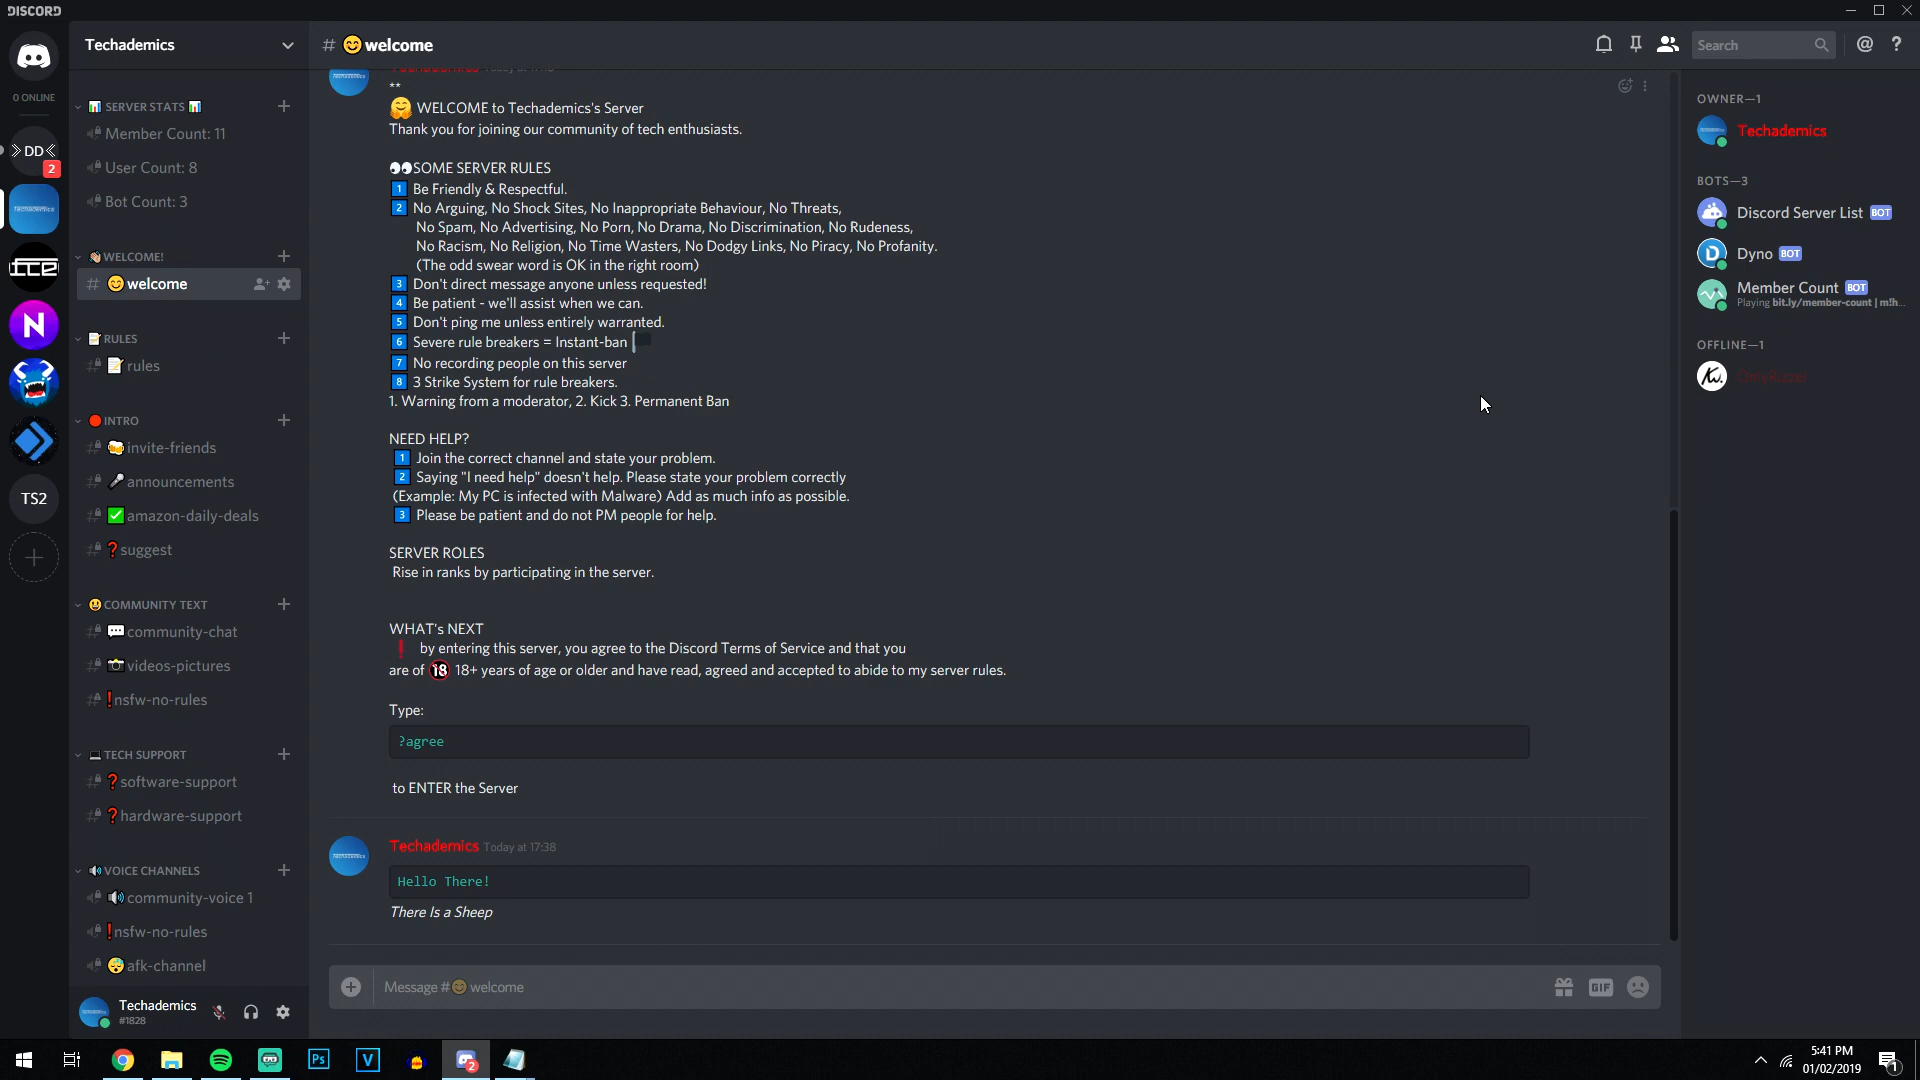 DISCORD
0 ONLINE
DD
2
TECHADEMICS
ICE
N
TS2
Techademics
SERVER STATS
Member Count: 11
User Count: 8
Bot Count: 3
WELCOME!
welcome
RULES
rules
INTRO
invite-friends
announcements
amazon-daily-deals
suggest
COMMUNITY TEXT
community-chat
videos-pictures
nsfw-no-rules
TECH SUPPORT
software-support
hardware-support
VOICE CHANNELS
community-voice 1
nsfw-no-rules
afk-channel
Techademics
#1828
# welcome
Search
**
WELCOME to Techademics's Server
Thank you for joining our community of tech enthusiasts.
SOME SERVER RULES
1 Be Friendly & Respectful.
2 No Arguing, No Shock Sites, No Inappropriate Behaviour, No Threats,
No Spam, No Advertising, No Porn, No Drama, No Discrimination, No Rudeness,
No Racism, No Religion, No Time Wasters, No Dodgy Links, No Piracy, No Profanity.
(The odd swear word is OK in the right room)
3 Don't direct message anyone unless requested!
4 Be patient - we'll assist when we can.
5 Don't ping me unless entirely warranted.
6 Severe rule breakers = Instant-ban
7 No recording people on this server
8 3 Strike System for rule breakers.
1. Warning from a moderator, 2. Kick 3. Permanent Ban
NEED HELP?
1 Join the correct channel and state your problem.
2 Saying "I need help" doesn't help. Please state your problem correctly
(Example: My PC is infected with Malware) Add as much info as possible.
3 Please be patient and do not PM people for help.
SERVER ROLES
Rise in ranks by participating in the server.
WHAT's NEXT
by entering this server, you agree to the Discord Terms of Service and that you
are of 18 18+ years of age or older and have read, agreed and accepted to abide to my server rules.
Type:
?agree
to ENTER the Server
Techademics Today at 17:38
Hello There!
There Is a Sheep
Message # welcome
GIF
OWNER—1
Techademics
BOTS—3
Discord Server List BOT
Dyno BOT
Member Count BOT
Playing bit.ly/member-count | m!h...
OFFLINE—1
Ps
V
2
5:41 PM
01/02/2019
1